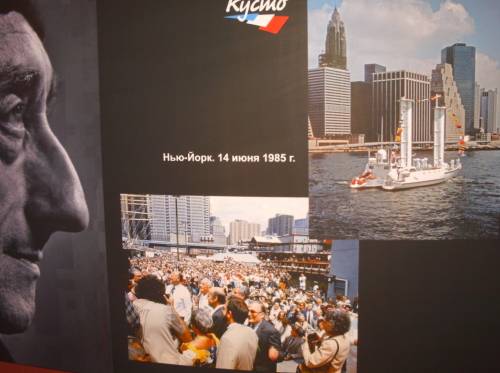 Кусто
Нью-Йорк. 14 июня 1985 г.